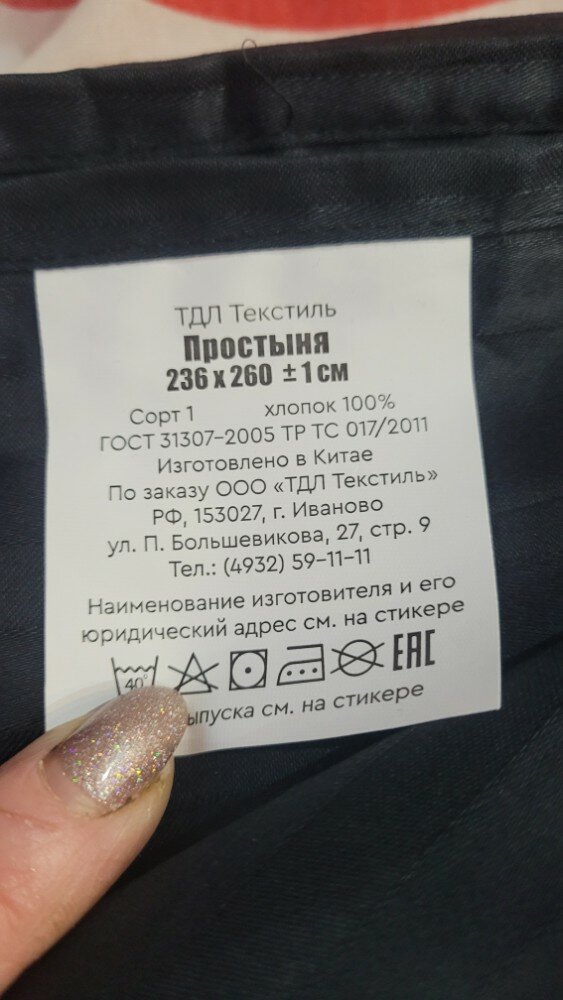 ТДЛ Текстиль
Простыня
236 х 260 ± 1 см
Сорт 1 хлопок 100%
ГОСТ 31307-2005 ТР ТС 017/2011
Изготовлено в Китае
По заказу ООО «ТДЛ Текстиль»
РФ, 153027, г. Иваново
ул. П. Большевикова, 27, стр. 9
Тел.: (4932) 59-11-11
Наименование изготовителя и его
юридический адрес см. на стикере
40° EAC
см. на стикере